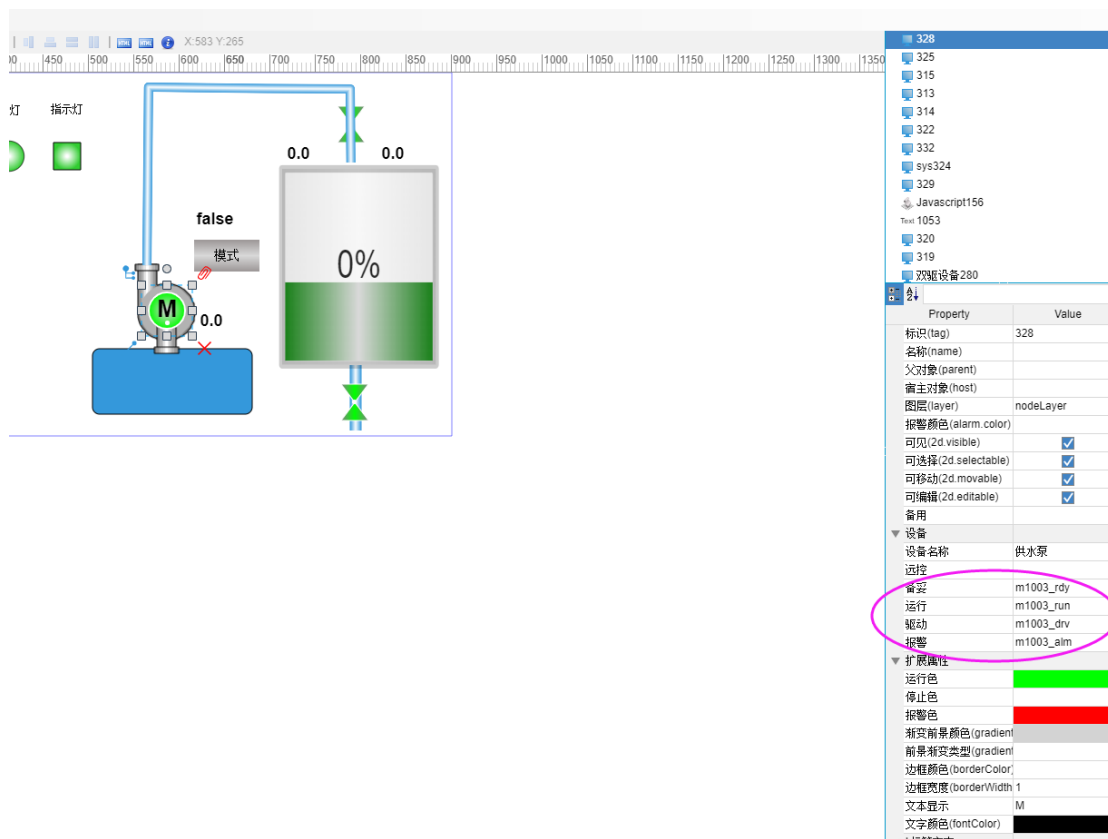 X:583 Y:265
450 500 550 600 650 700 750 800 850 900 950 1000 1050 1100 1150 1200 1250 1300 1350
灯 指示灯
0.0 0.0
false
模式
0%
M
0.0
328
325
315
313
314
322
332
sys324
329
Javascript156
Text 1053
320
319
双驱设备280
Property Value
标识(tag) 328
名称(name)
父对象(parent)
宿主对象(host)
图层(layer) nodeLayer
报警颜色(alarm.color)
可见(2d.visible)
可选择(2d.selectable)
可移动(2d.movable)
可编辑(2d.editable)
备用
设备
设备名称 供水泵
远控
备妥 m1003_rdy
运行 m1003_run
驱动 m1003_drv
报警 m1003_alm
扩展属性
运行色
停止色
报警色
渐变前景颜色(gradient
前景渐变类型(gradient
边框颜色(borderColor)
边框宽度(borderWidth 1
文本显示 M
文字颜色(fontColor)